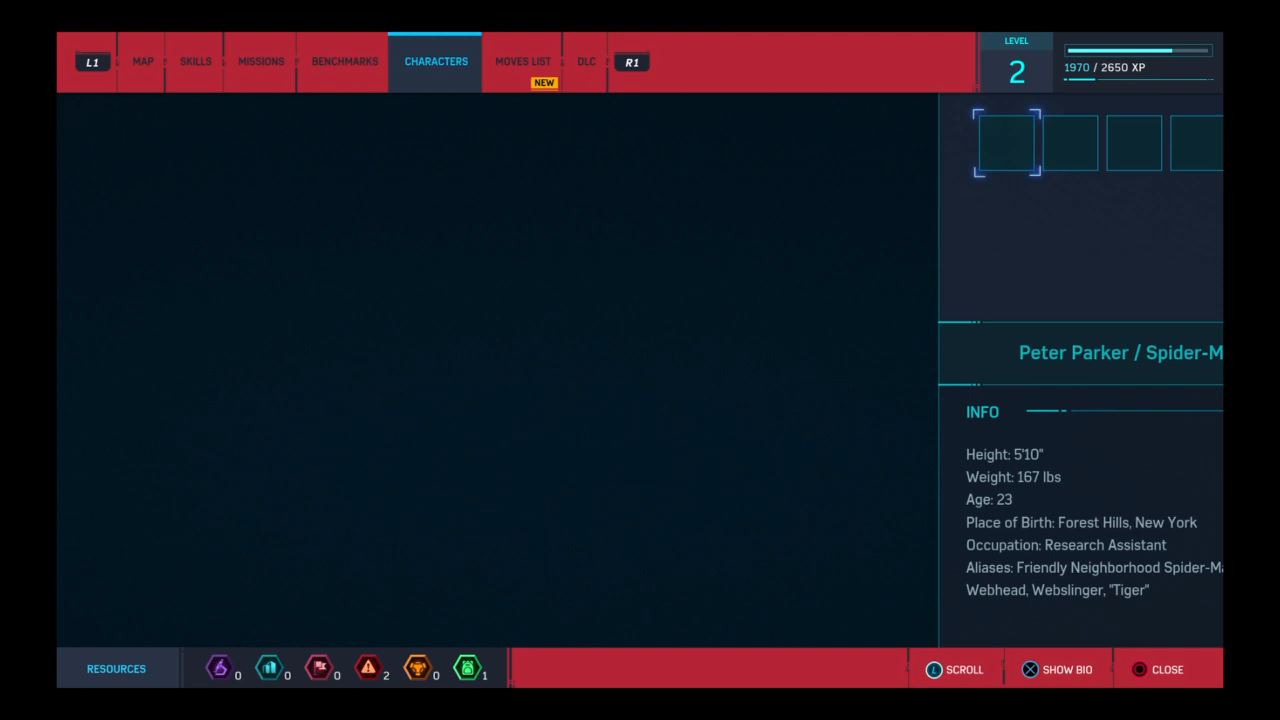 L1 MAP SKILLS MISSIONS BENCHMARKS CHARACTERS MOVES LIST DLC R1
NEW
LEVEL
2
1970 / 2650 XP
Peter Parker / Spider-M
INFO
Height: 5'10"
Weight: 167 lbs
Age: 23
Place of Birth: Forest Hills, New York
Occupation: Research Assistant
Aliases: Friendly Neighborhood Spider-Ma
Webhead, Webslinger, "Tiger"
RESOURCES 0 0 0 2 0 1 L SCROLL SHOW BIO CLOSE